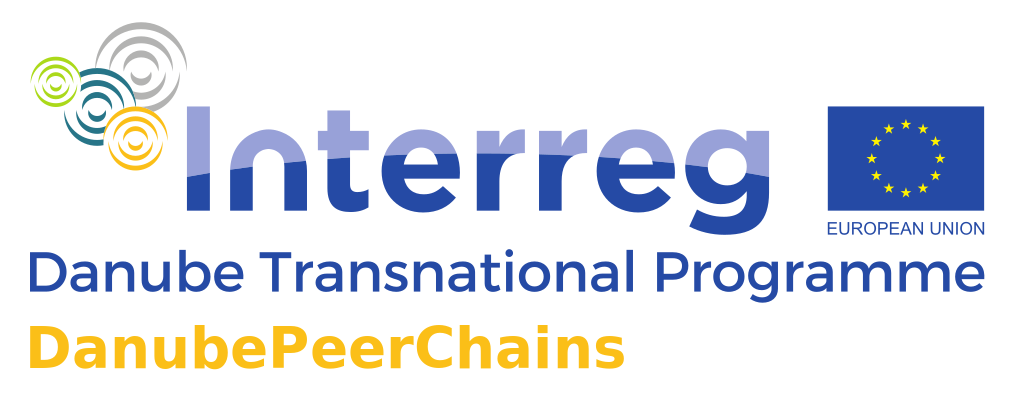 Interreg
EUROPEAN UNION
Danube Transnational Programme
DanubePeerChains